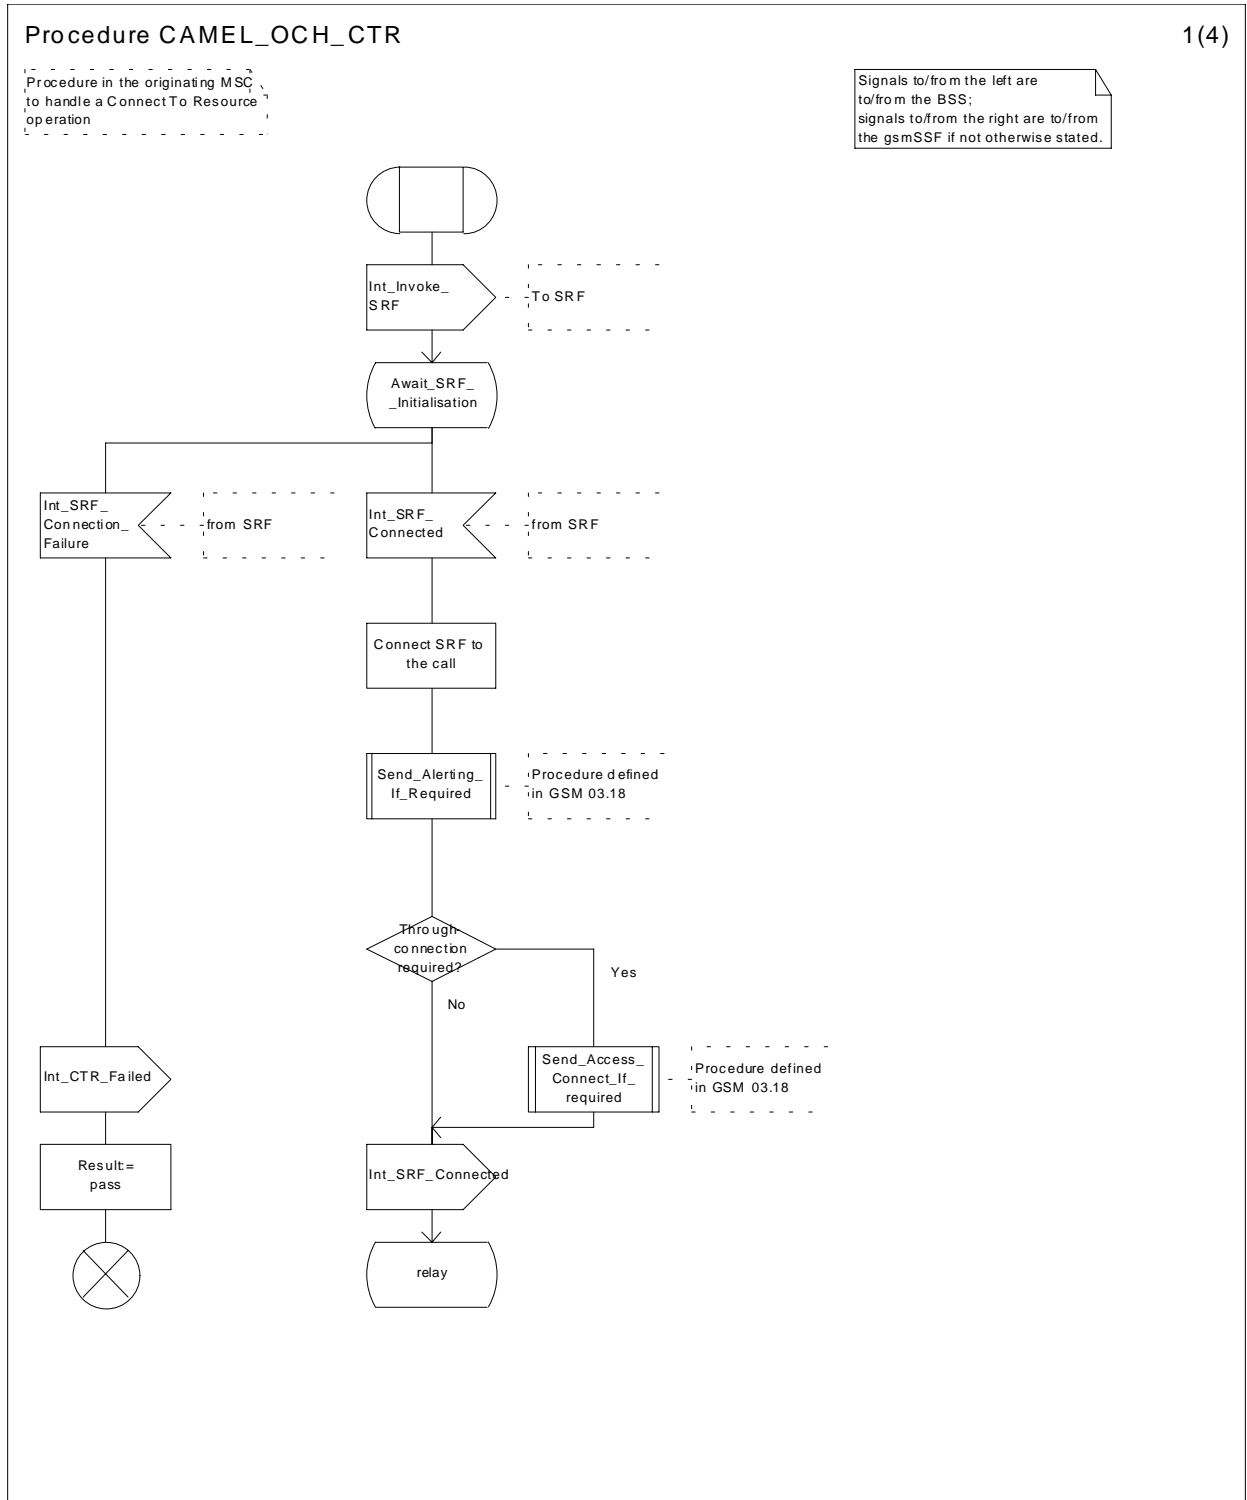 Procedure CAMEL_OCH_CTR
1(4)
Procedure in the originating MSC
to handle a Connect To Resource
operation
Signals to/from the left are
to/from the BSS;
signals to/from the right are to/from
the gsmSSF if not otherwise stated.
Int_Invoke_
SRF
To SRF
Await_SRF_
_Initialisation
Int_SRF_
Connection_
Failure
from SRF
Int_SRF_
Connected
from SRF
Connect SRF to
the call
Send_Alerting_
If_Required
Procedure defined
in GSM 03.18
Through-
connection
required?
Yes
No
Int_CTR_Failed
Send_Access_
Connect_If_
required
Procedure defined
in GSM 03.18
Result:=
pass
Int_SRF_Connected
relay